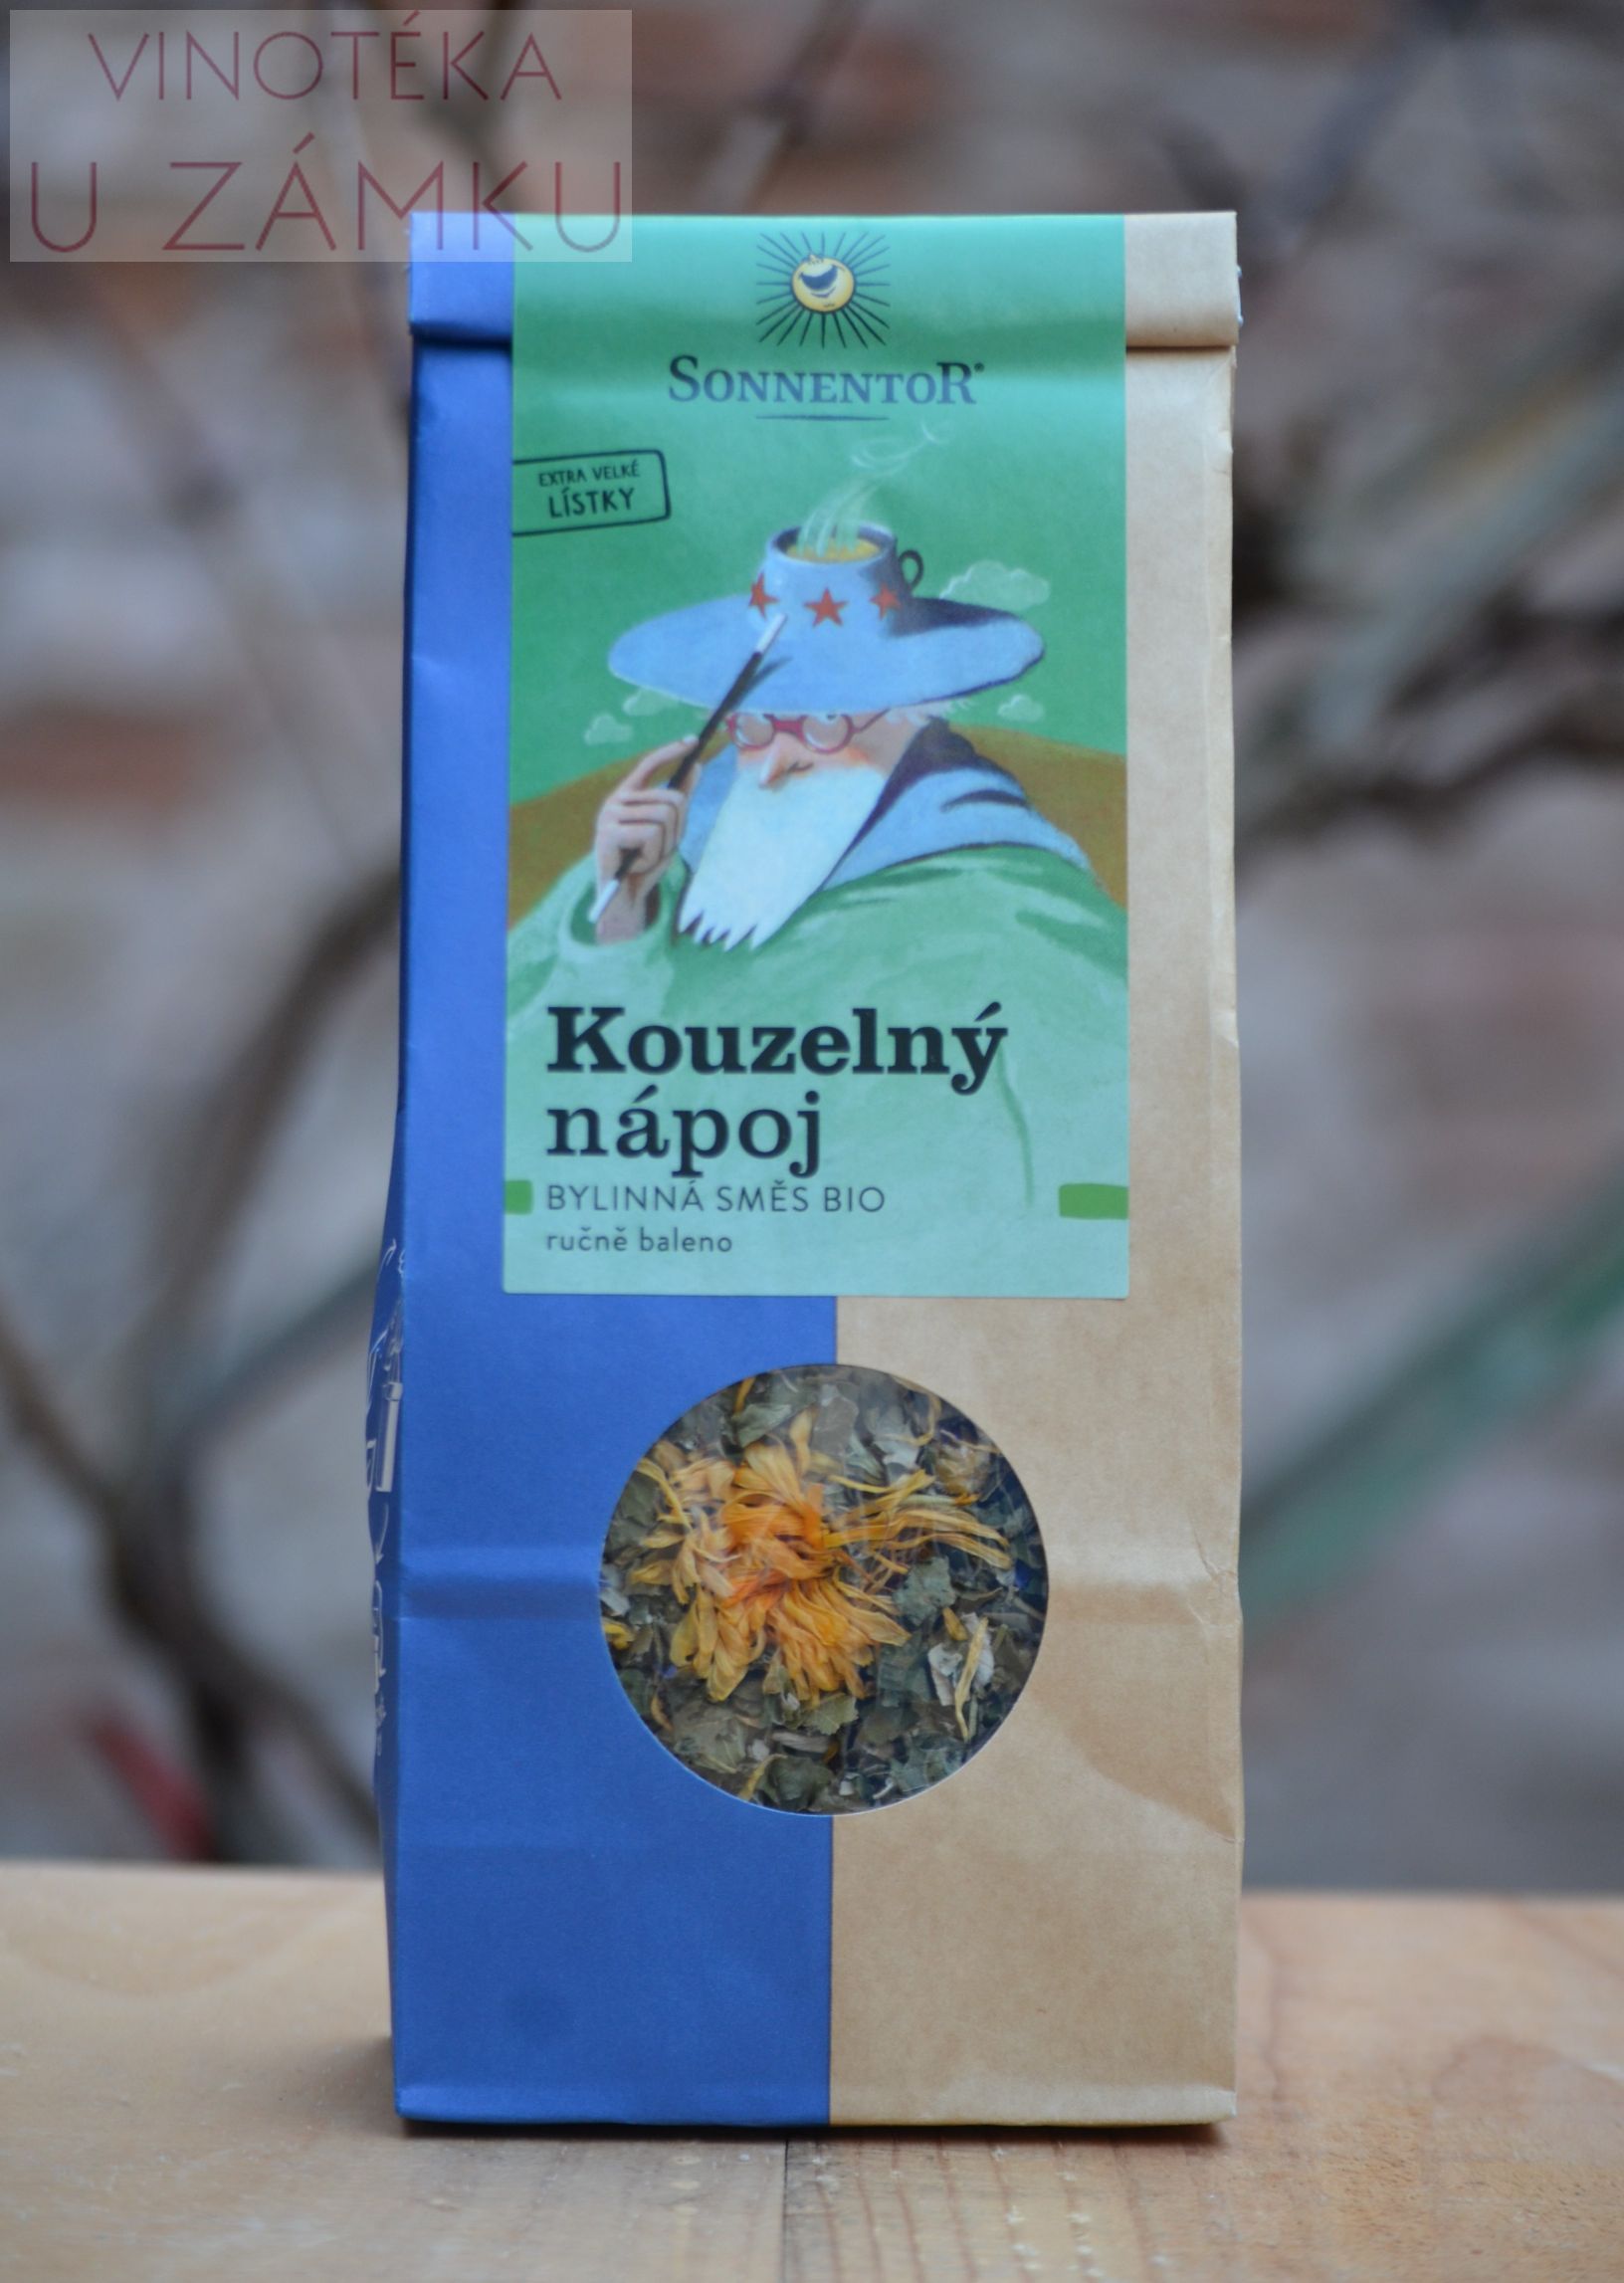 VINOTÉKA
U ZÁMKU
SONNENTOR®
EXTRA VELKÉ
LÍSTKY
Kouzelný
nápoj
BYLINNÁ SMĚS BIO
ručně baleno